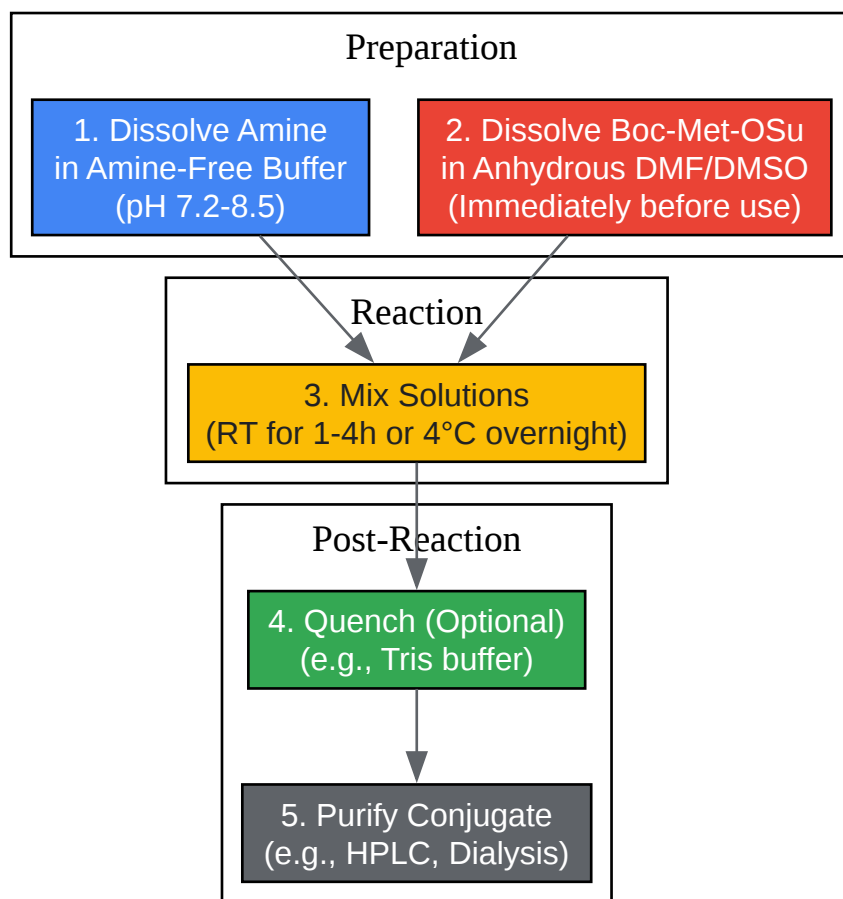 Preparation
1. Dissolve Amine
in Amine-Free Buffer
(pH 7.2-8.5)
2. Dissolve Boc-Met-OSu
in Anhydrous DMF/DMSO
(Immediately before use)
Reaction
3. Mix Solutions
(RT for 1-4h or 4°C overnight)
Post-Reaction
4. Quench (Optional)
(e.g., Tris buffer)
5. Purify Conjugate
(e.g., HPLC, Dialysis)